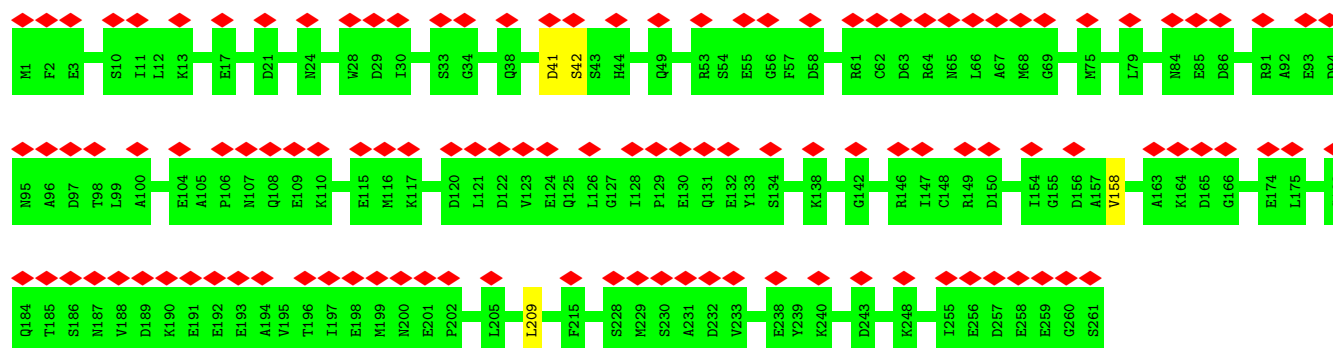 M1 F2 E3 S10 I11 L12 K13 E17 D21 N24 W28 D29 I30 S33 G34 Q38 D41 S42 S43 H44 Q49 R53 S54 E55 G56 F57 D58 R61 C62 D63 R64 N65 L66 A67 M68 G69 M75 L79 N84 E85 D86 R91 A92 E93 D94
N95 A96 D97 T98 L99 A100 E104 A105 P106 N107 Q108 E109 K110 E115 M116 K117 D120 L121 D122 V123 E124 Q125 L126 G127 I128 P129 E130 Q131 E132 Y133 S134 K138 G142 R146 I147 C148 R149 D150 I154 G155 D156 A157 V158 A163 K164 D165 G166 E174 L175
Q184 T185 S186 N187 V188 D189 K190 E191 E192 E193 A194 V195 T196 I197 E198 M199 N200 E201 P202 L205 L209 F215 S228 M229 S230 A231 D232 V233 E238 Y239 K240 D243 K248 I255 E256 D257 E258 E259 G260 S261